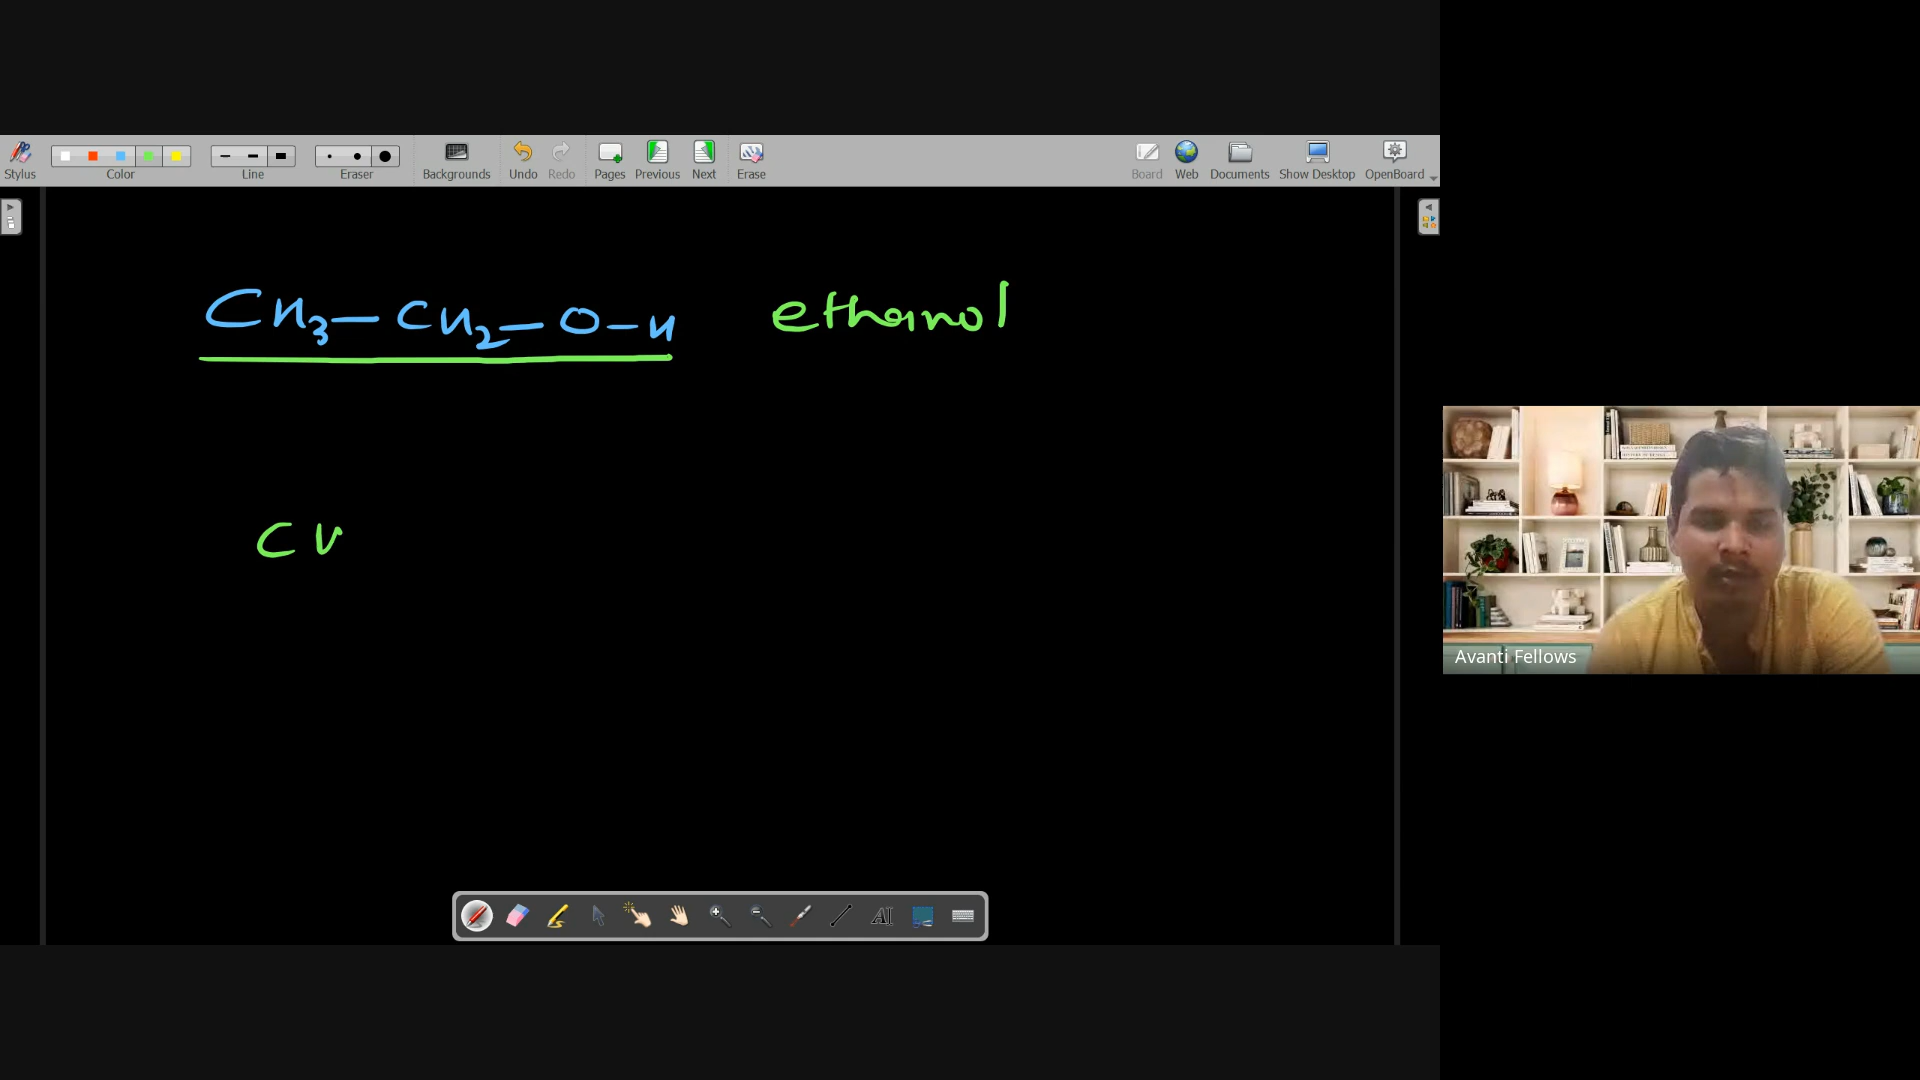 Stylus Color Line Eraser Backgrounds Undo Redo Pages Previous Next Erase Board Web Documents Show Desktop OpenBoard
CH3-CH2-O-H ethanol
CH
Avanti Fellows